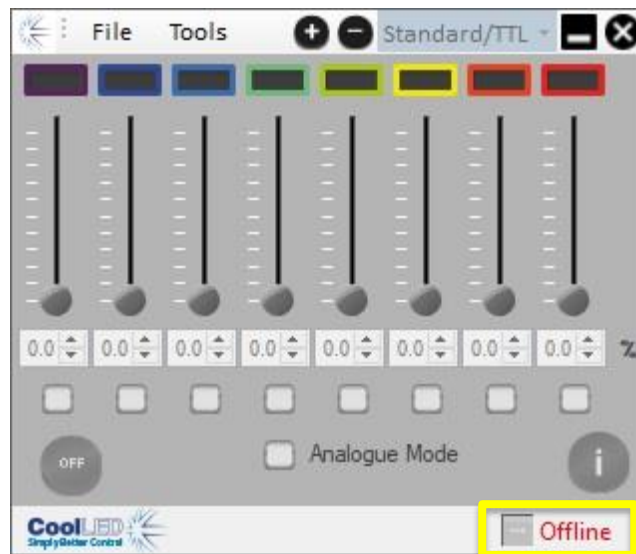 File Tools Standard/TTL
0.0 0.0 0.0 0.0 0.0 0.0 0.0 0.0 %
OFF Analogue Mode i
CoolLED
Simply Better Control
Offline